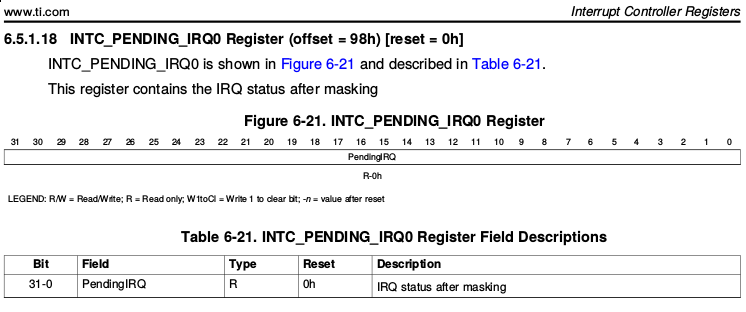 www.ti.com Interrupt Controller Registers
6.5.1.18 INTC_PENDING_IRQ0 Register (offset = 98h) [reset = 0h]
INTC_PENDING_IRQ0 is shown in Figure 6-21 and described in Table 6-21.
This register contains the IRQ status after masking
Figure 6-21. INTC_PENDING_IRQ0 Register
31 30 29 28 27 26 25 24 23 22 21 20 19 18 17 16 15 14 13 12 11 10 9 8 7 6 5 4 3 2 1 0
PendingIRQ
R-0h
LEGEND: R/W = Read/Write; R = Read only; W1toCl = Write 1 to clear bit; -n = value after reset
Table 6-21. INTC_PENDING_IRQ0 Register Field Descriptions
Bit Field Type Reset Description
31-0 PendingIRQ R 0h IRQ status after masking